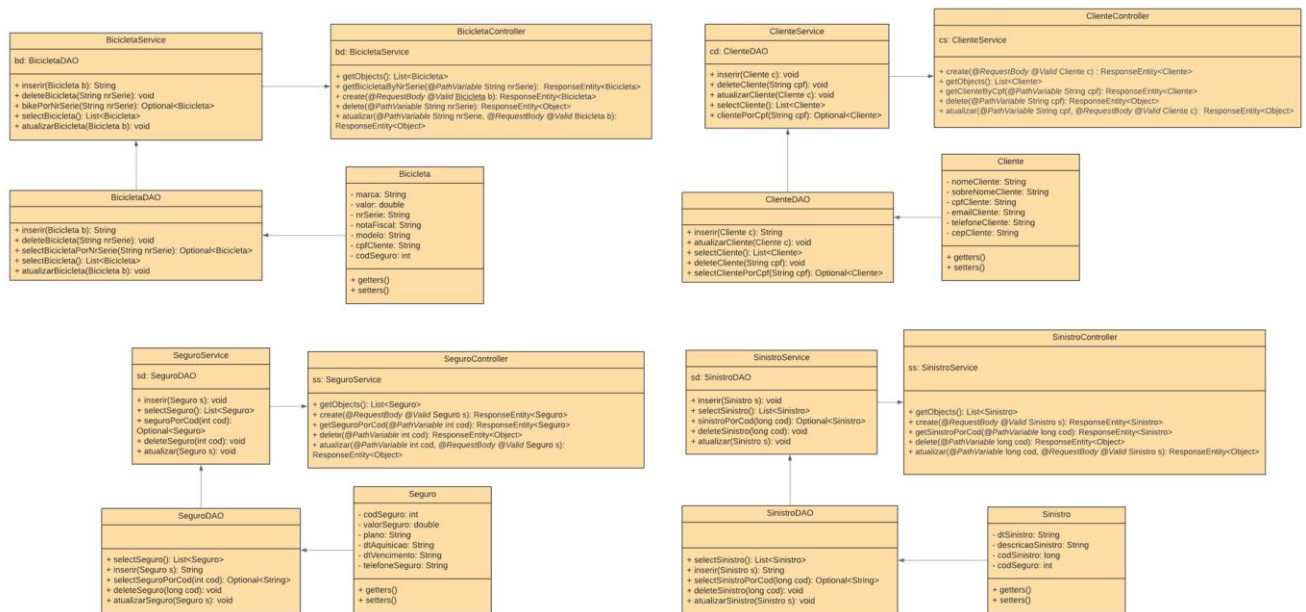 BicicletaService
bd: BicicletaDAO
+ inserir(Bicicleta b): String
+ deleteBicicleta(String nrSerie): void
+ bikePorNrSerie(String nrSerie): Optional<Bicicleta>
+ selectBicicleta(): List<Bicicleta>
+ atualizarBicicleta(Bicicleta b): void
BicicletaController
bd: BicicletaService
+ getObjects(): List<Bicicleta>
+ getBicicletaByNrSerie(@PathVariable String nrSerie): ResponseEntity<Bicicleta>
+ create(@RequestBody @Valid Bicicleta b): ResponseEntity<Bicicleta>
+ delete(@PathVariable String nrSerie): ResponseEntity<Object>
+ atualizar(@PathVariable String nrSerie, @RequestBody @Valid Bicicleta b):
ResponseEntity<Object>
BicicletaDAO
+ inserir(Bicicleta b): String
+ deleteBicicleta(String nrSerie): void
+ selectBicicletaPorNrSerie(String nrSerie): Optional<Bicicleta>
+ selectBicicleta(): List<Bicicleta>
+ atualizarBicicleta(Bicicleta b): void
Bicicleta
- marca: String
- valor: double
- nrSerie: String
- notaFiscal: String
- modelo: String
- cpfCliente: String
- codSeguro: int
+ getters()
+ setters()
ClienteService
cd: ClienteDAO
+ inserir(Cliente c): void
+ deleteCliente(String cpf): void
+ atualizarCliente(Cliente c): void
+ selectCliente(): List<Cliente>
+ clientePorCpf(String cpf): Optional<Cliente>
ClienteController
cs: ClienteService
+ create(@RequestBody @Valid Cliente c) : ResponseEntity<Cliente>
+ getObjects(): List<Cliente>
+ getClienteByCpf(@PathVariable String cpf): ResponseEntity<Cliente>
+ delete(@PathVariable String cpf): ResponseEntity<Object>
+ atualizar(@PathVariable String cpf, @RequestBody @Valid Cliente c): ResponseEntity<Object>
ClienteDAO
+ inserir(Cliente c): String
+ atualizarCliente(Cliente c): void
+ selectCliente(): List<Cliente>
+ deleteCliente(String cpf): void
+ selectClientePorCpf(String cpf): Optional<Cliente>
Cliente
- nomeCliente: String
- sobreNomeCliente: String
- cpfCliente: String
- emailCliente: String
- telefoneCliente: String
- cepCliente: String
+ getters()
+ setters()
SeguroService
sd: SeguroDAO
+ inserir(Seguro s): void
+ selectSeguro(): List<Seguro>
+ seguroPorCod(int cod):
Optional<Seguro>
+ deleteSeguro(int cod): void
+ atualizar(Seguro s): void
SeguroController
ss: SeguroService
+ getObjects(): List<Seguro>
+ create(@RequestBody @Valid Seguro s): ResponseEntity<Seguro>
+ getSeguroPorCod(@PathVariable int cod): ResponseEntity<Seguro>
+ delete(@PathVariable int cod): ResponseEntity<Object>
+ atualizar(@PathVariable int cod, @RequestBody @Valid Seguro s):
ResponseEntity<Object>
SeguroDAO
+ selectSeguro(): List<Seguro>
+ inserir(Seguro s): String
+ selectSeguroPorCod(int cod): Optional<String>
+ deleteSeguro(long cod): void
+ atualizarSeguro(Seguro s): void
Seguro
- codSeguro: int
- valorSeguro: double
- plano: String
- dtAquisicao: String
- dtVencimento: String
- telefoneSeguro: String
+ getters()
+ setters()
SinistroService
sd: SinistroDAO
+ inserir(Sinistro s): void
+ selectSinistro(): List<Sinistro>
+ sinistroPorCod(long cod): Optional<Sinistro>
+ deleteSinistro(long cod): void
+ atualizar(Sinistro s): void
SinistroController
ss: SinistroService
+ getObjects(): List<Sinistro>
+ create(@RequestBody @Valid Sinistro s): ResponseEntity<Sinistro>
+ getSinistroPorCod(@PathVariable long cod): ResponseEntity<Sinistro>
+ delete(@PathVariable long cod): ResponseEntity<Object>
+ atualizar(@PathVariable long cod, @RequestBody @Valid Sinistro s): ResponseEntity<Object>
SinistroDAO
+ selectSinistro(): List<Sinistro>
+ inserir(Sinistro s): String
+ selectSinistroPorCod(long cod): Optional<String>
+ deleteSinistro(long cod): void
+ atualizarSinistro(Sinistro s): void
Sinistro
- dtSinistro: String
- descricaoSinistro: String
- codSinistro: long
- codSeguro: int
+ getters()
+ setters()